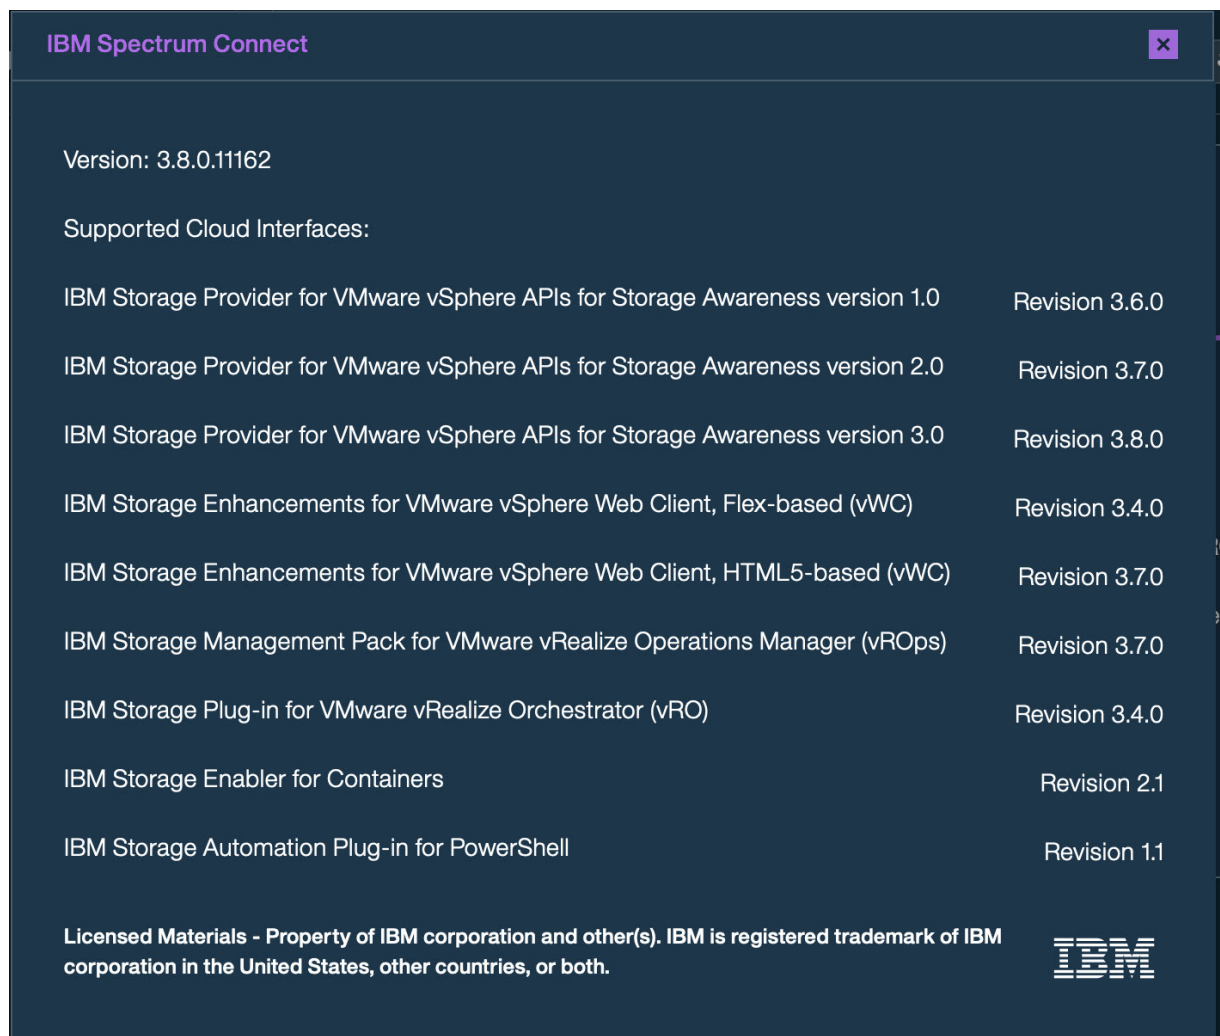 IBM Spectrum Connect
Version: 3.8.0.11162
Supported Cloud Interfaces:
IBM Storage Provider for VMware vSphere APIs for Storage Awareness version 1.0 Revision 3.6.0
IBM Storage Provider for VMware vSphere APIs for Storage Awareness version 2.0 Revision 3.7.0
IBM Storage Provider for VMware vSphere APIs for Storage Awareness version 3.0 Revision 3.8.0
IBM Storage Enhancements for VMware vSphere Web Client, Flex-based (vWC) Revision 3.4.0
IBM Storage Enhancements for VMware vSphere Web Client, HTML5-based (vWC) Revision 3.7.0
IBM Storage Management Pack for VMware vRealize Operations Manager (vROps) Revision 3.7.0
IBM Storage Plug-in for VMware vRealize Orchestrator (vRO) Revision 3.4.0
IBM Storage Enabler for Containers Revision 2.1
IBM Storage Automation Plug-in for PowerShell Revision 1.1
Licensed Materials - Property of IBM corporation and other(s). IBM is registered trademark of IBM
corporation in the United States, other countries, or both.
IBM